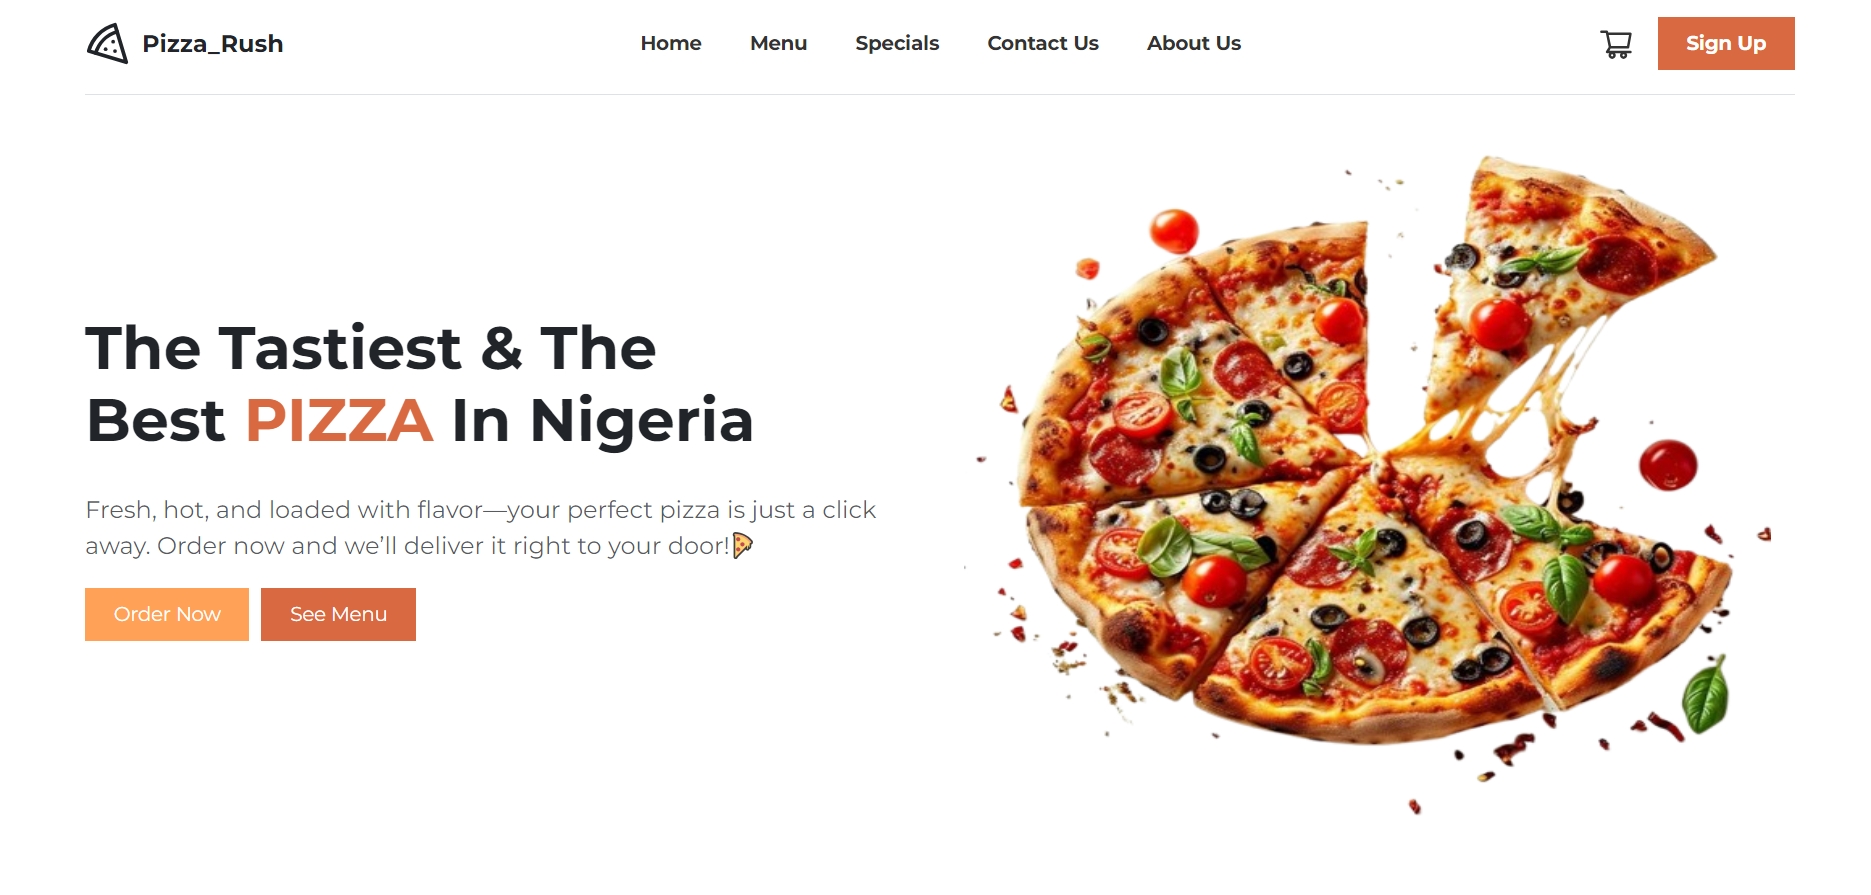 Pizza_Rush
Home Menu Specials Contact Us About Us
Sign Up
The Tastiest & The
Best PIZZA In Nigeria
Fresh, hot, and loaded with flavor—your perfect pizza is just a click
away. Order now and we’ll deliver it right to your door!🍕
Order Now See Menu